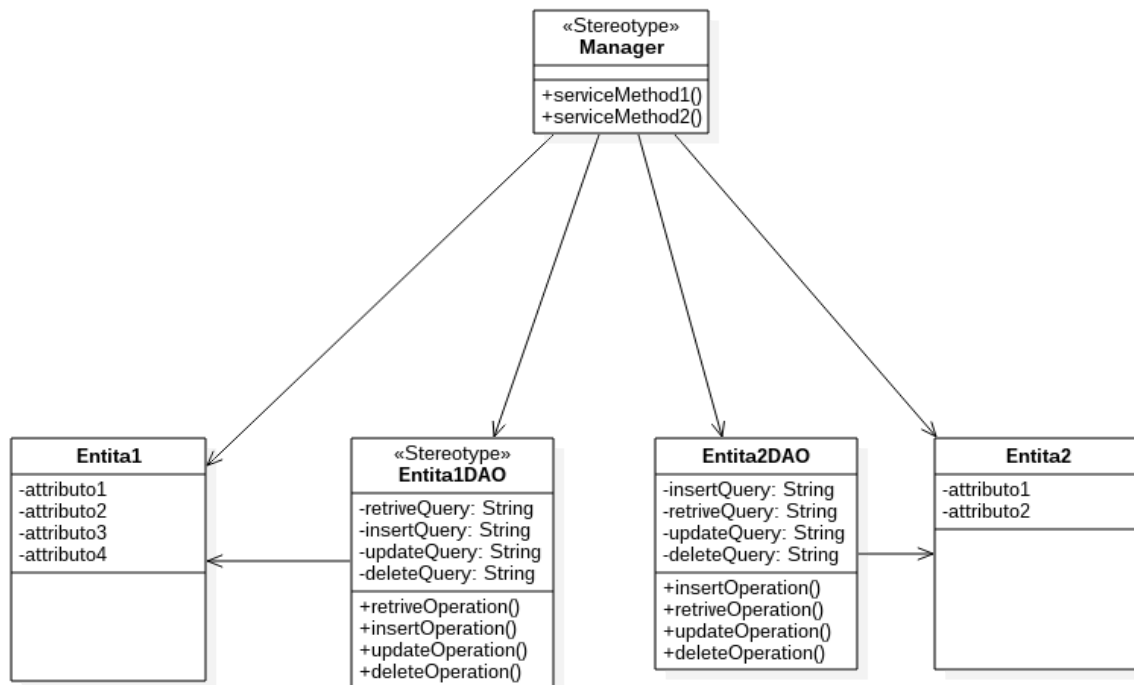 «Stereotype»
Manager
+serviceMethod1()
+serviceMethod2()
Entita1
-attributo1
-attributo2
-attributo3
-attributo4
«Stereotype»
Entita1DAO
-retriveQuery: String
-insertQuery: String
-updateQuery: String
-deleteQuery: String
+retriveOperation()
+insertOperation()
+updateOperation()
+deleteOperation()
Entita2DAO
-insertQuery: String
-retriveQuery: String
-updateQuery: String
-deleteQuery: String
+insertOperation()
+retriveOperation()
+updateOperation()
+deleteOperation()
Entita2
-attributo1
-attributo2